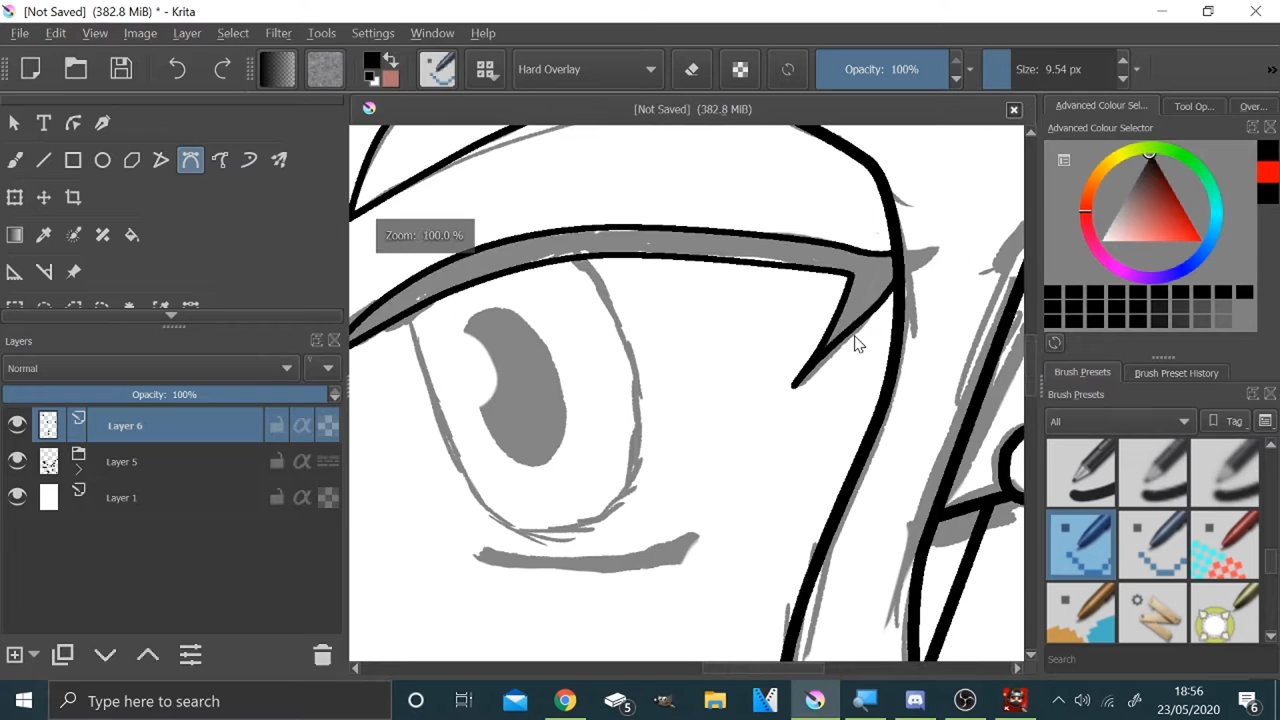 [Not Saved] (382.8 MiB) * - Krita
File Edit View Image Layer Select Filter Tools Settings Window Help
Hard Overlay Opacity: 100% Size: 9.54 px »
[Not Saved] (382.8 MiB)
Advanced Colour Sel... Tool Op... Over...
Advanced Colour Selector
Zoom: 100.0 %
Layers
Normal
Opacity: 100%
Layer 6
Layer 5
Layer 1
Brush Presets Brush Preset History
Brush Presets
All Tag
Search
Type here to search
5
18:56
23/05/2020
6